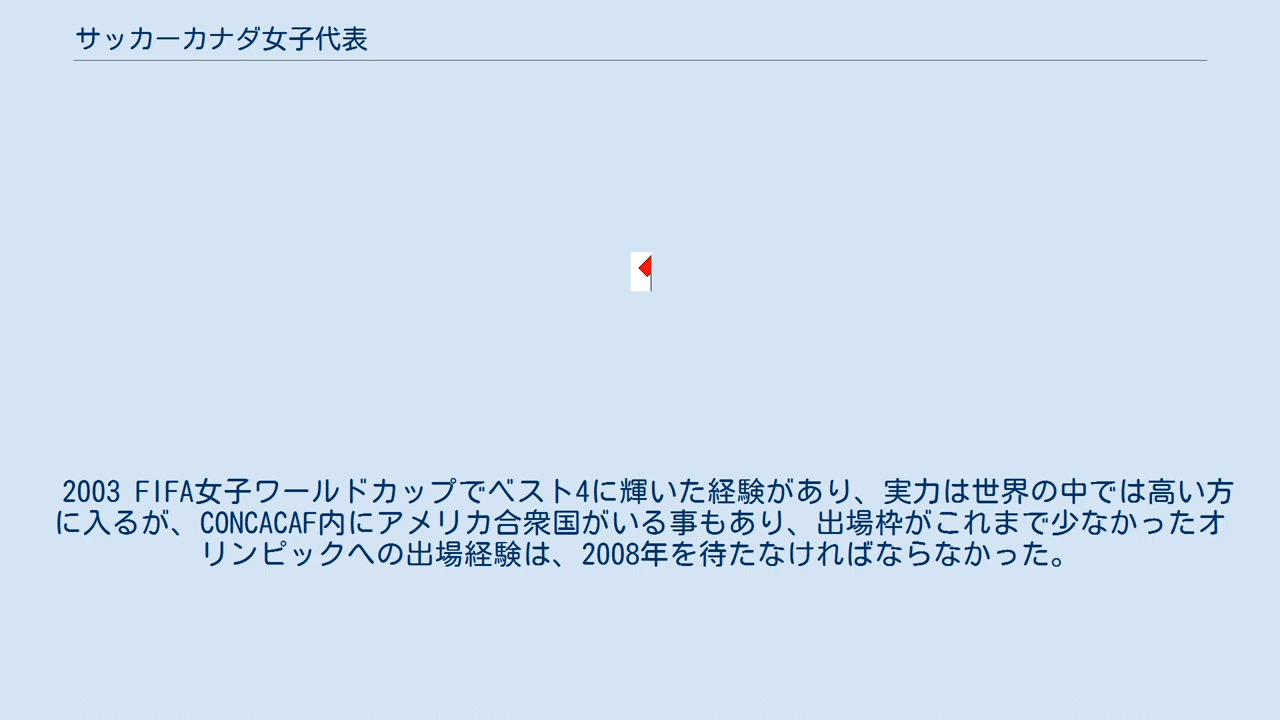 サッカーカナダ女子代表
2003 FIFA女子ワールドカップでベスト4に輝いた経験があり、実力は世界の中では高い方
に入るが、CONCACAF内にアメリカ合衆国がいる事もあり、出場枠がこれまで少なかったオ
リンピックへの出場経験は、2008年を待たなければならなかった。